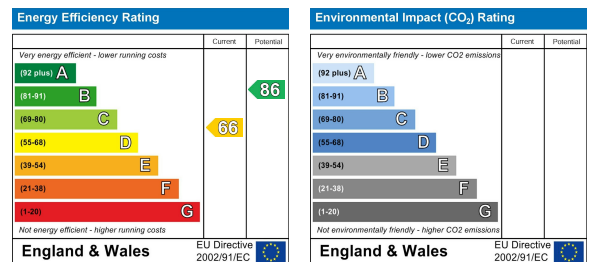 Energy Efficiency Rating
Current
Potential
Very energy efficient - lower running costs
(92 plus) A
(81-91) B
(69-80) C
(55-68) D
(39-54) E
(21-38) F
(1-20) G
66
86
Not energy efficient - higher running costs
England & Wales
EU Directive
2002/91/EC
Environmental Impact (CO₂) Rating
Current
Potential
Very environmentally friendly - lower CO2 emissions
(92 plus) A
(81-91) B
(69-80) C
(55-68) D
(39-54) E
(21-38) F
(1-20) G
Not environmentally friendly - higher CO2 emissions
England & Wales
EU Directive
2002/91/EC